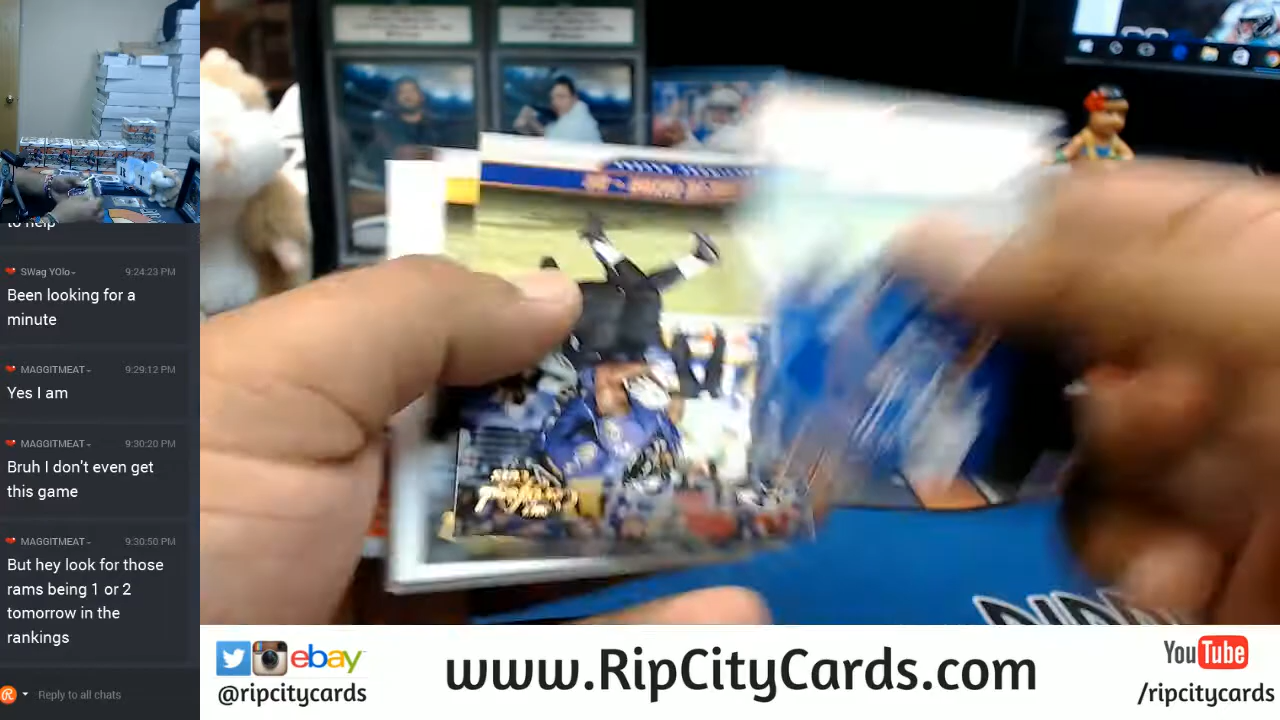 to help
SWag YOlo
9:24:23 PM
Been looking for a
minute
MAGGITMEAT
9:29:12 PM
Yes I am
MAGGITMEAT
9:30:20 PM
Bruh I don't even get
this game
MAGGITMEAT
9:30:50 PM
But hey look for those
rams being 1 or 2
tomorrow in the
rankings
Reply to all chats
ebay
@ripcitycards
www.RipCityCards.com
YouTube
/ripcitycards